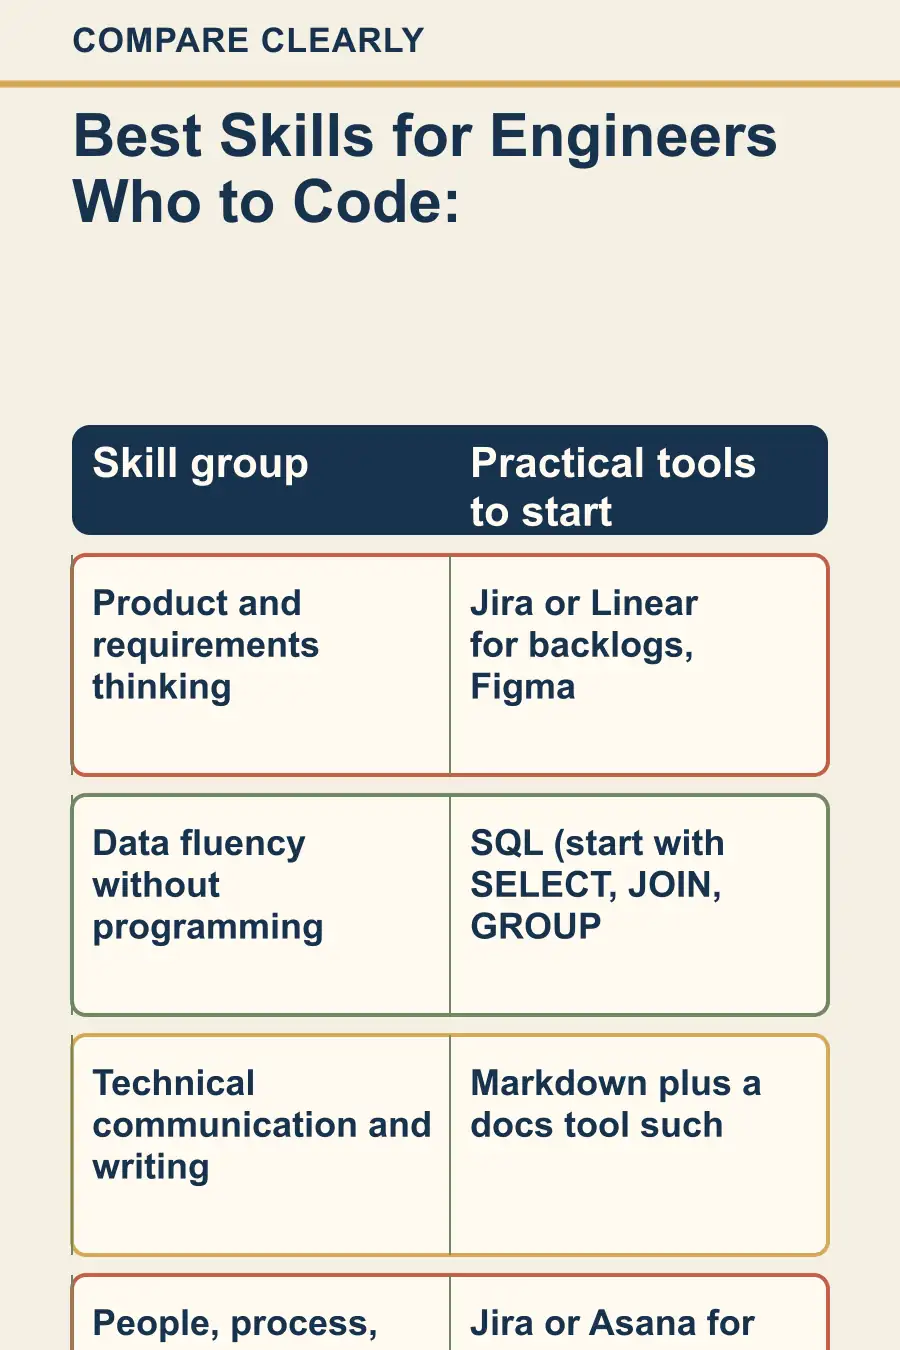 COMPARE CLEARLY
Best Skills for Engineers
Who to Code:
Skill group
Practical tools
to start
Product and
requirements
thinking
Jira or Linear
for backlogs,
Figma
Data fluency
without
programming
SQL (start with
SELECT, JOIN,
GROUP
Technical
communication and
writing
Markdown plus a
docs tool such
People, process,
Jira or Asana for